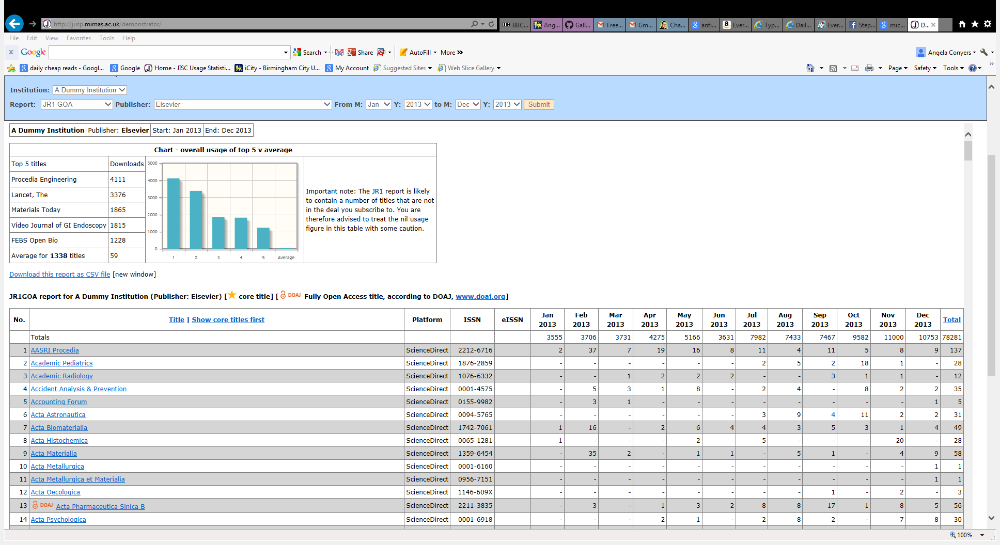 http://jusp.mimas.ac.uk/demonstrator/
BBC BBC... Ang... Gall... Free... Gm... Cha... anti... Ever... Typ... Dail... Ever... Step... mic... D...
File Edit View Favorites Tools Help
x Google Search Share AutoFill More » Angela Conyers
daily cheap reads - Googl... Google Home - JISC Usage Statisti... iCity - Birmingham City U... My Account Suggested Sites Web Slice Gallery Page Safety Tools
Institution: A Dummy Institution
Report: JR1 GOA Publisher: Elsevier From M: Jan Y: 2013 to M: Dec Y: 2013 Submit
A Dummy Institution Publisher: Elsevier Start: Jan 2013 End: Dec 2013
Chart - overall usage of top 5 v average
Top 5 titles Downloads
Procedia Engineering 4111
Lancet, The 3376
Materials Today 1865
Video Journal of GI Endoscopy 1815
FEBS Open Bio 1228
Average for 1338 titles 59
5000
4000
3000
2000
1000
0
1 2 3 4 5 Average
Important note: The JR1 report is likely
to contain a number of titles that are not
in the deal you subscribe to. You are
therefore advised to treat the nil usage
figure in this table with some caution.
Download this report as CSV file [new window]
JR1GOA report for A Dummy Institution (Publisher: Elsevier) [ core title] [ DOAJ Fully Open Access title, according to DOAJ, www.doaj.org]
No. Title | Show core titles first Platform ISSN eISSN Jan 2013 Feb 2013 Mar 2013 Apr 2013 May 2013 Jun 2013 Jul 2013 Aug 2013 Sep 2013 Oct 2013 Nov 2013 Dec 2013 Total
Totals 3555 3706 3731 4275 5166 3631 7982 7433 7467 9582 11000 10753 78281
1 AASRI Procedia ScienceDirect 2212-6716 2 37 7 19 16 8 11 4 11 5 8 9 137
2 Academic Pediatrics ScienceDirect 1876-2859 - - - - - - 2 5 2 18 1 - 28
3 Academic Radiology ScienceDirect 1076-6332 - - 1 2 2 2 - - 3 1 1 - 12
4 Accident Analysis & Prevention ScienceDirect 0001-4575 - 5 3 1 8 - 2 4 - 8 2 2 35
5 Accounting Forum ScienceDirect 0155-9982 - 3 1 - - - - - - - - 1 5
6 Acta Astronautica ScienceDirect 0094-5765 - - - - - - 3 9 4 11 2 2 31
7 Acta Biomaterialia ScienceDirect 1742-7061 1 16 - 2 6 4 4 3 5 3 1 4 49
8 Acta Histochemica ScienceDirect 0065-1281 1 - - - 2 - 5 - - - 20 - 28
9 Acta Materialia ScienceDirect 1359-6454 - 35 2 - 1 1 - 5 1 - 4 9 58
10 Acta Metallurgica ScienceDirect 0001-6160 - - - - - - - - - - - 1 1
11 Acta Metallurgica et Materialia ScienceDirect 0956-7151 - - - - - - - - - - - 1 1
12 Acta Oecologica ScienceDirect 1146-609X - - - - - - - - 1 - 2 - 3
13 DOAJ Acta Pharmaceutica Sinica B ScienceDirect 2211-3835 - 3 - 1 3 2 8 8 17 1 8 5 56
14 Acta Psychologica ScienceDirect 0001-6918 - - - 2 1 - 2 8 2 - 7 8 30
100%